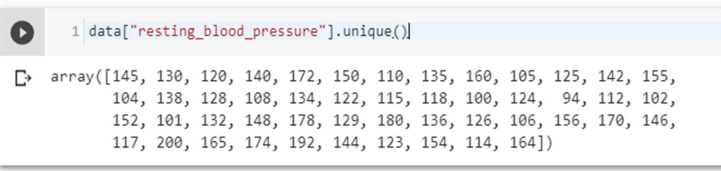 1 data["resting_blood_pressure"].unique()
array([145, 130, 120, 140, 172, 150, 110, 135, 160, 105, 125, 142, 155,
104, 138, 128, 108, 134, 122, 115, 118, 100, 124, 94, 112, 102,
152, 101, 132, 148, 178, 129, 180, 136, 126, 106, 156, 170, 146,
117, 200, 165, 174, 192, 144, 123, 154, 114, 164])